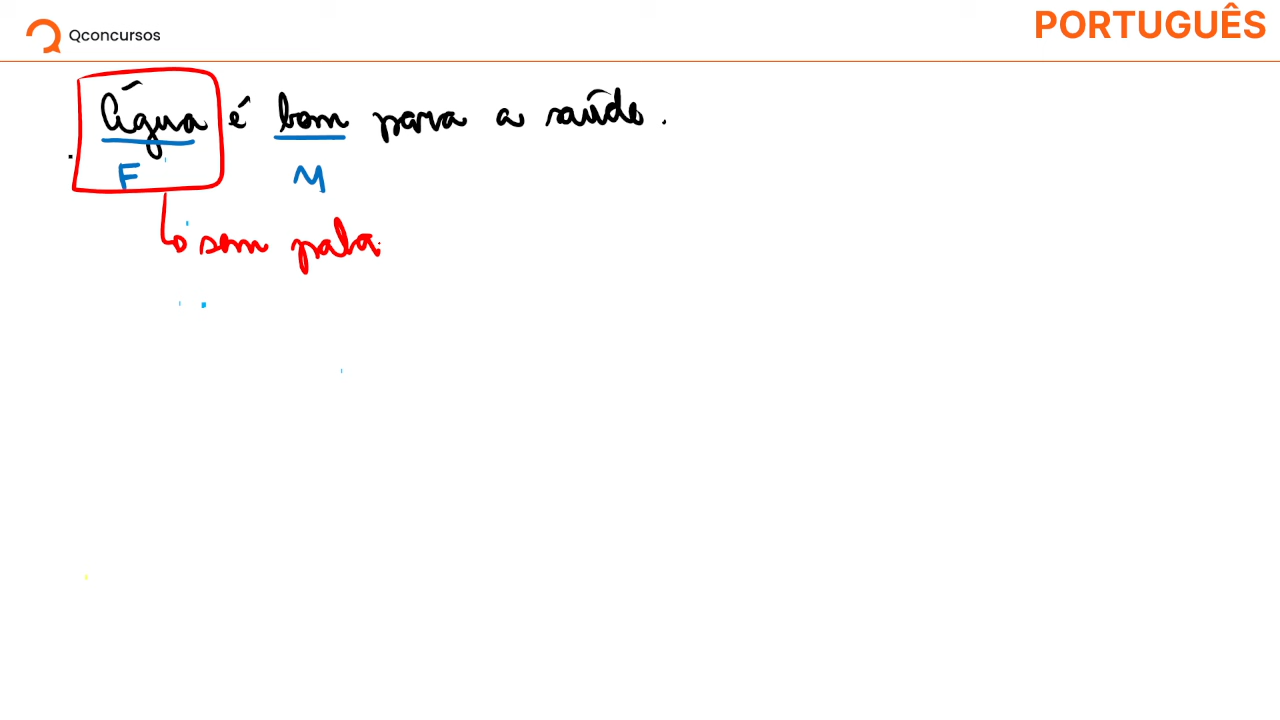 Qconcursos
PORTUGUÊS
Água é bom para a saúde.
F M
sem pala